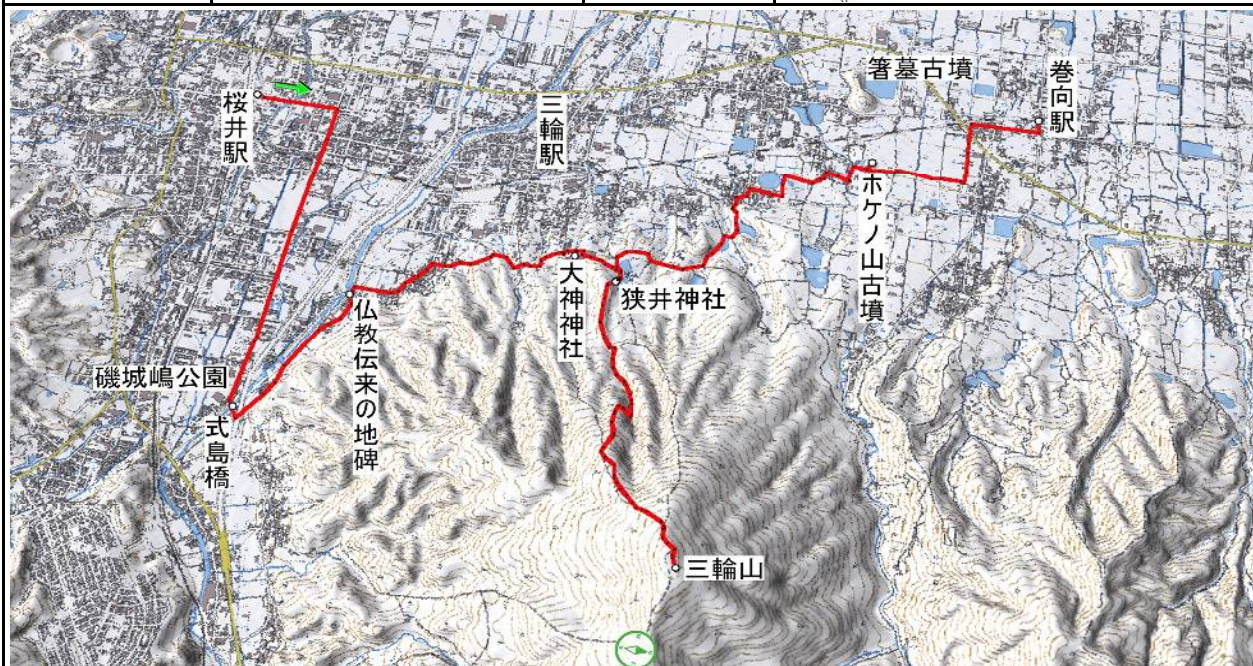 桜井駅
三輪駅
箸墓古墳
巻向駅
ホケノ山古墳
大神神社
狭井神社
仏教伝来の地碑
磯城嶋公園
式島橋
三輪山